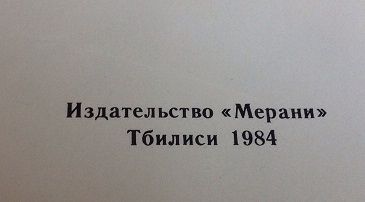 Издательство «Мерани»
Тбилиси 1984